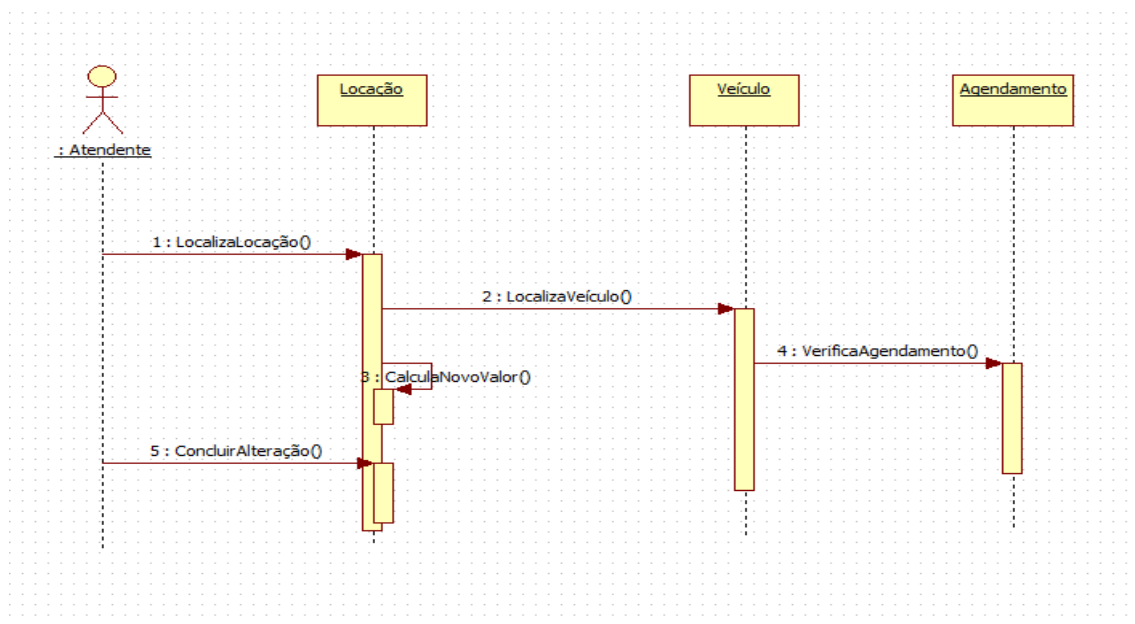 Locação
Veículo
Agendamento
: Atendente
1 : LocalizaLocação()
2 : LocalizaVeículo()
4 : VerificaAgendamento()
3 : CalculaNovoValor()
5 : ConcluirAlteração()